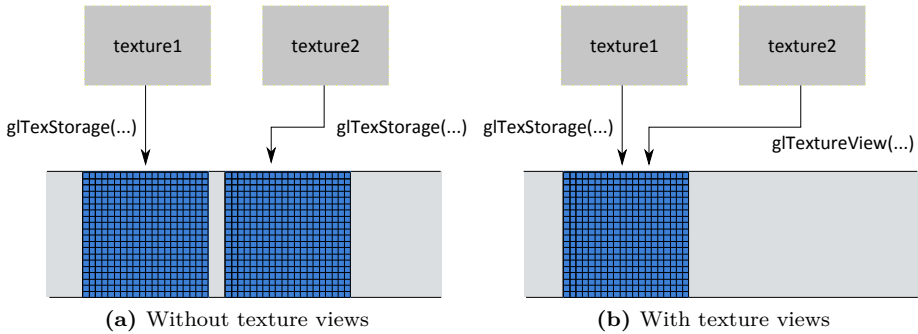 texture1
texture2
glTexStorage(...)
glTexStorage(...)
(a) Without texture views
texture1
texture2
glTexStorage(...)
glTextureView(...)
(b) With texture views